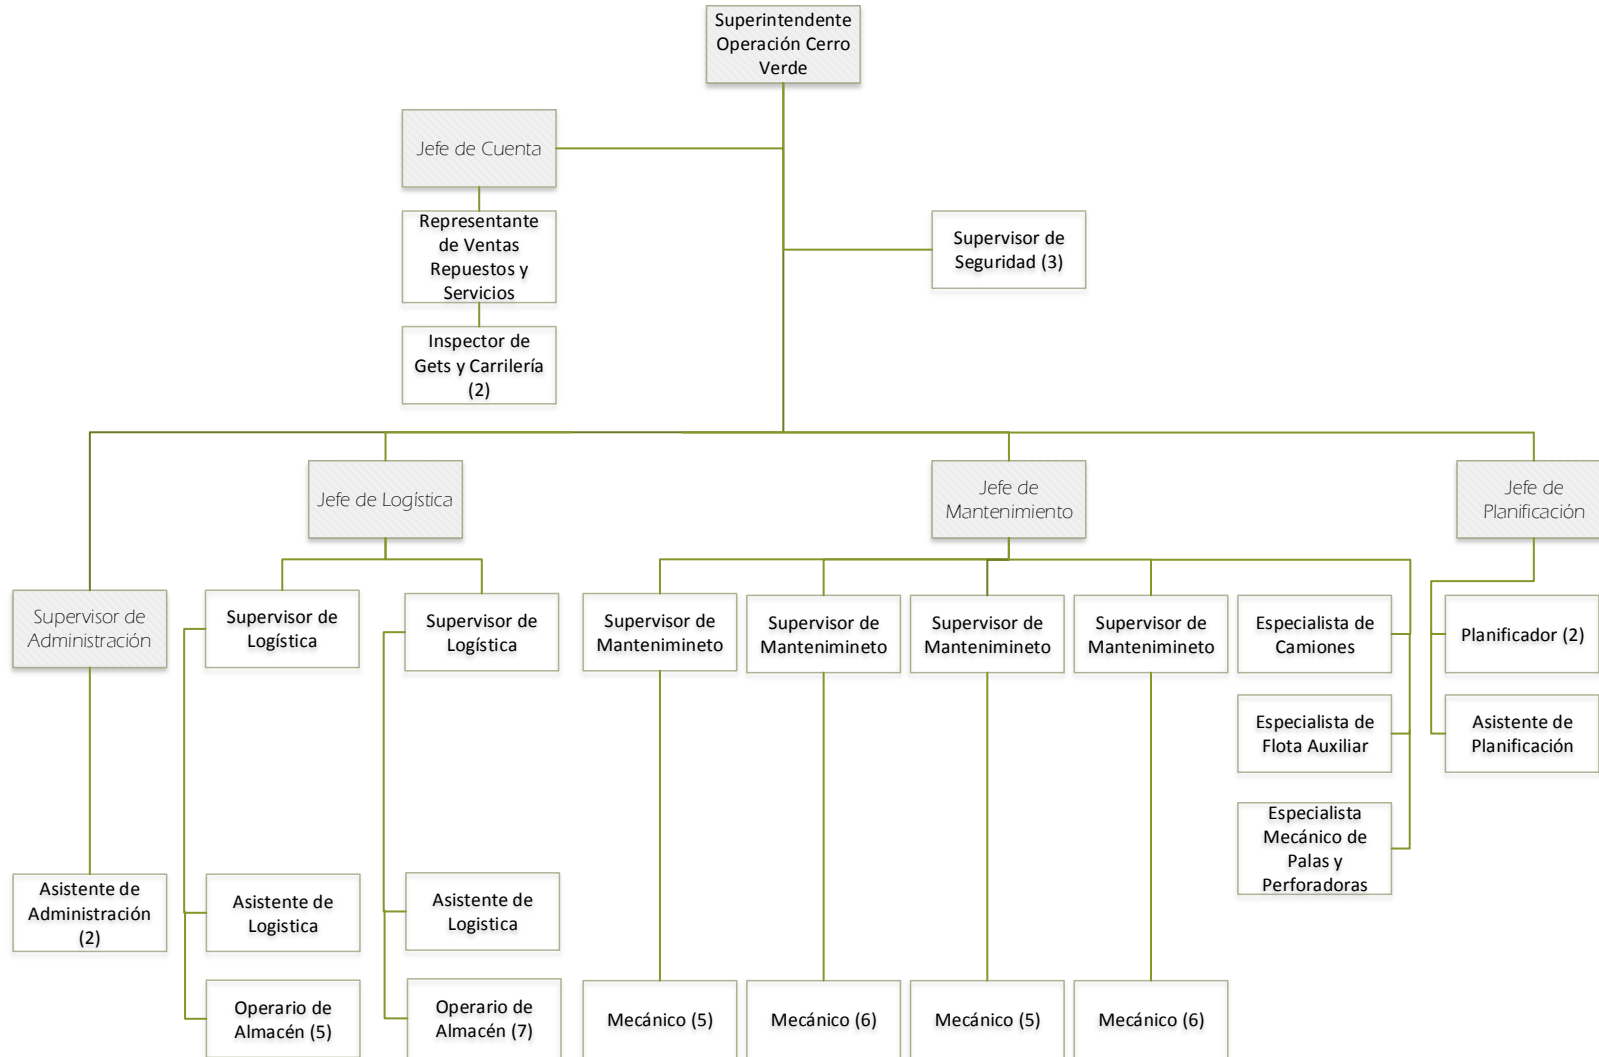 Superintendente
Operación Cerro
Verde
Jefe de Cuenta
Representante
de Ventas
Repuestos y
Servicios
Supervisor de
Seguridad (3)
Inspector de
Gets y Carrilería
(2)
Jefe de Logística
Jefe de
Mantenimiento
Jefe de
Planificación
Supervisor de
Administración
Supervisor de
Logística
Supervisor de
Logística
Supervisor de
Mantenimineto
Supervisor de
Mantenimineto
Supervisor de
Mantenimineto
Supervisor de
Mantenimineto
Especialista de
Camiones
Planificador (2)
Especialista de
Flota Auxiliar
Asistente de
Planificación
Especialista
Mecánico de
Palas y
Perforadoras
Asistente de
Administración
(2)
Asistente de
Logistica
Asistente de
Logistica
Operario de
Almacén (5)
Operario de
Almacén (7)
Mecánico (5)
Mecánico (6)
Mecánico (5)
Mecánico (6)